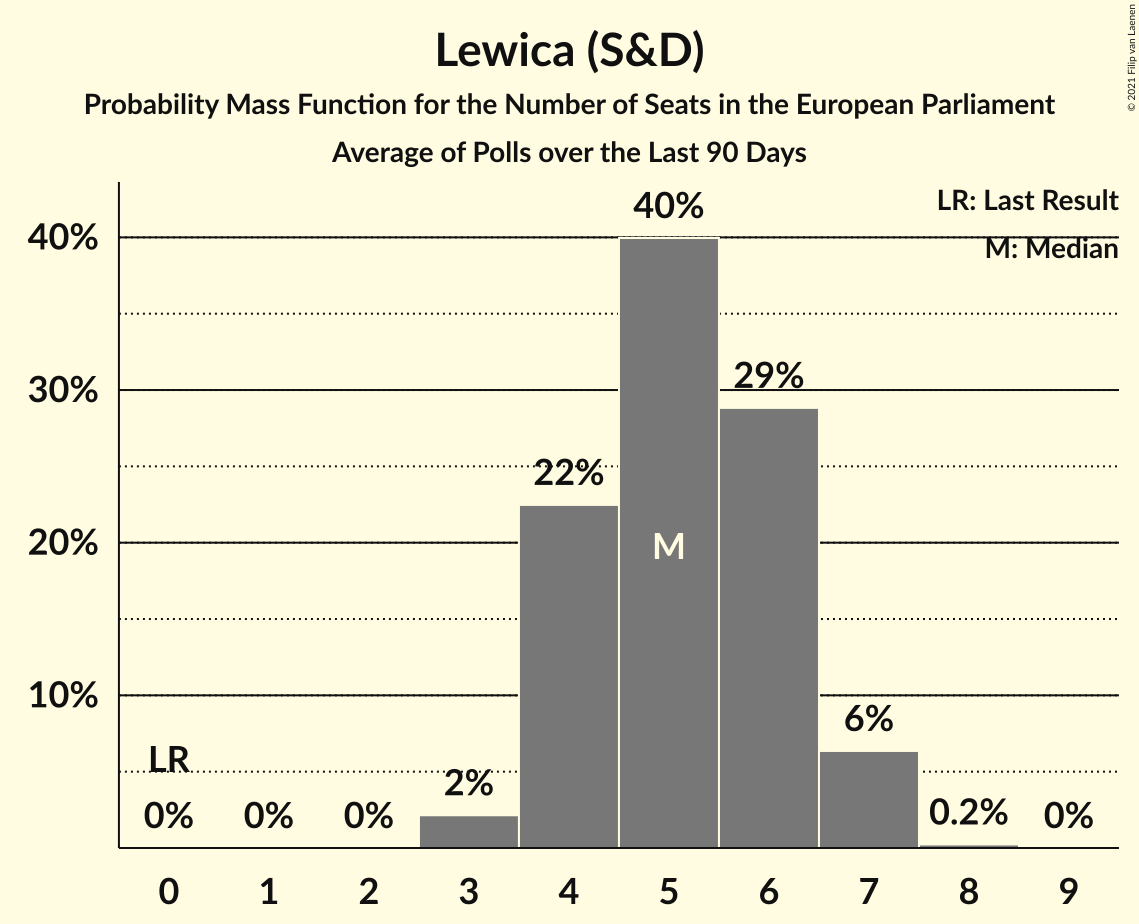 Lewica (S&D)
Probability Mass Function for the Number of Seats in the European Parliament
Average of Polls over the Last 90 Days
© 2021 Filip van Laenen
LR: Last Result
M: Median
40%
30%
20%
10%
LR
0%
0%
0%
2%
22%
40%
M
29%
6%
0.2%
0%
0 1 2 3 4 5 6 7 8 9